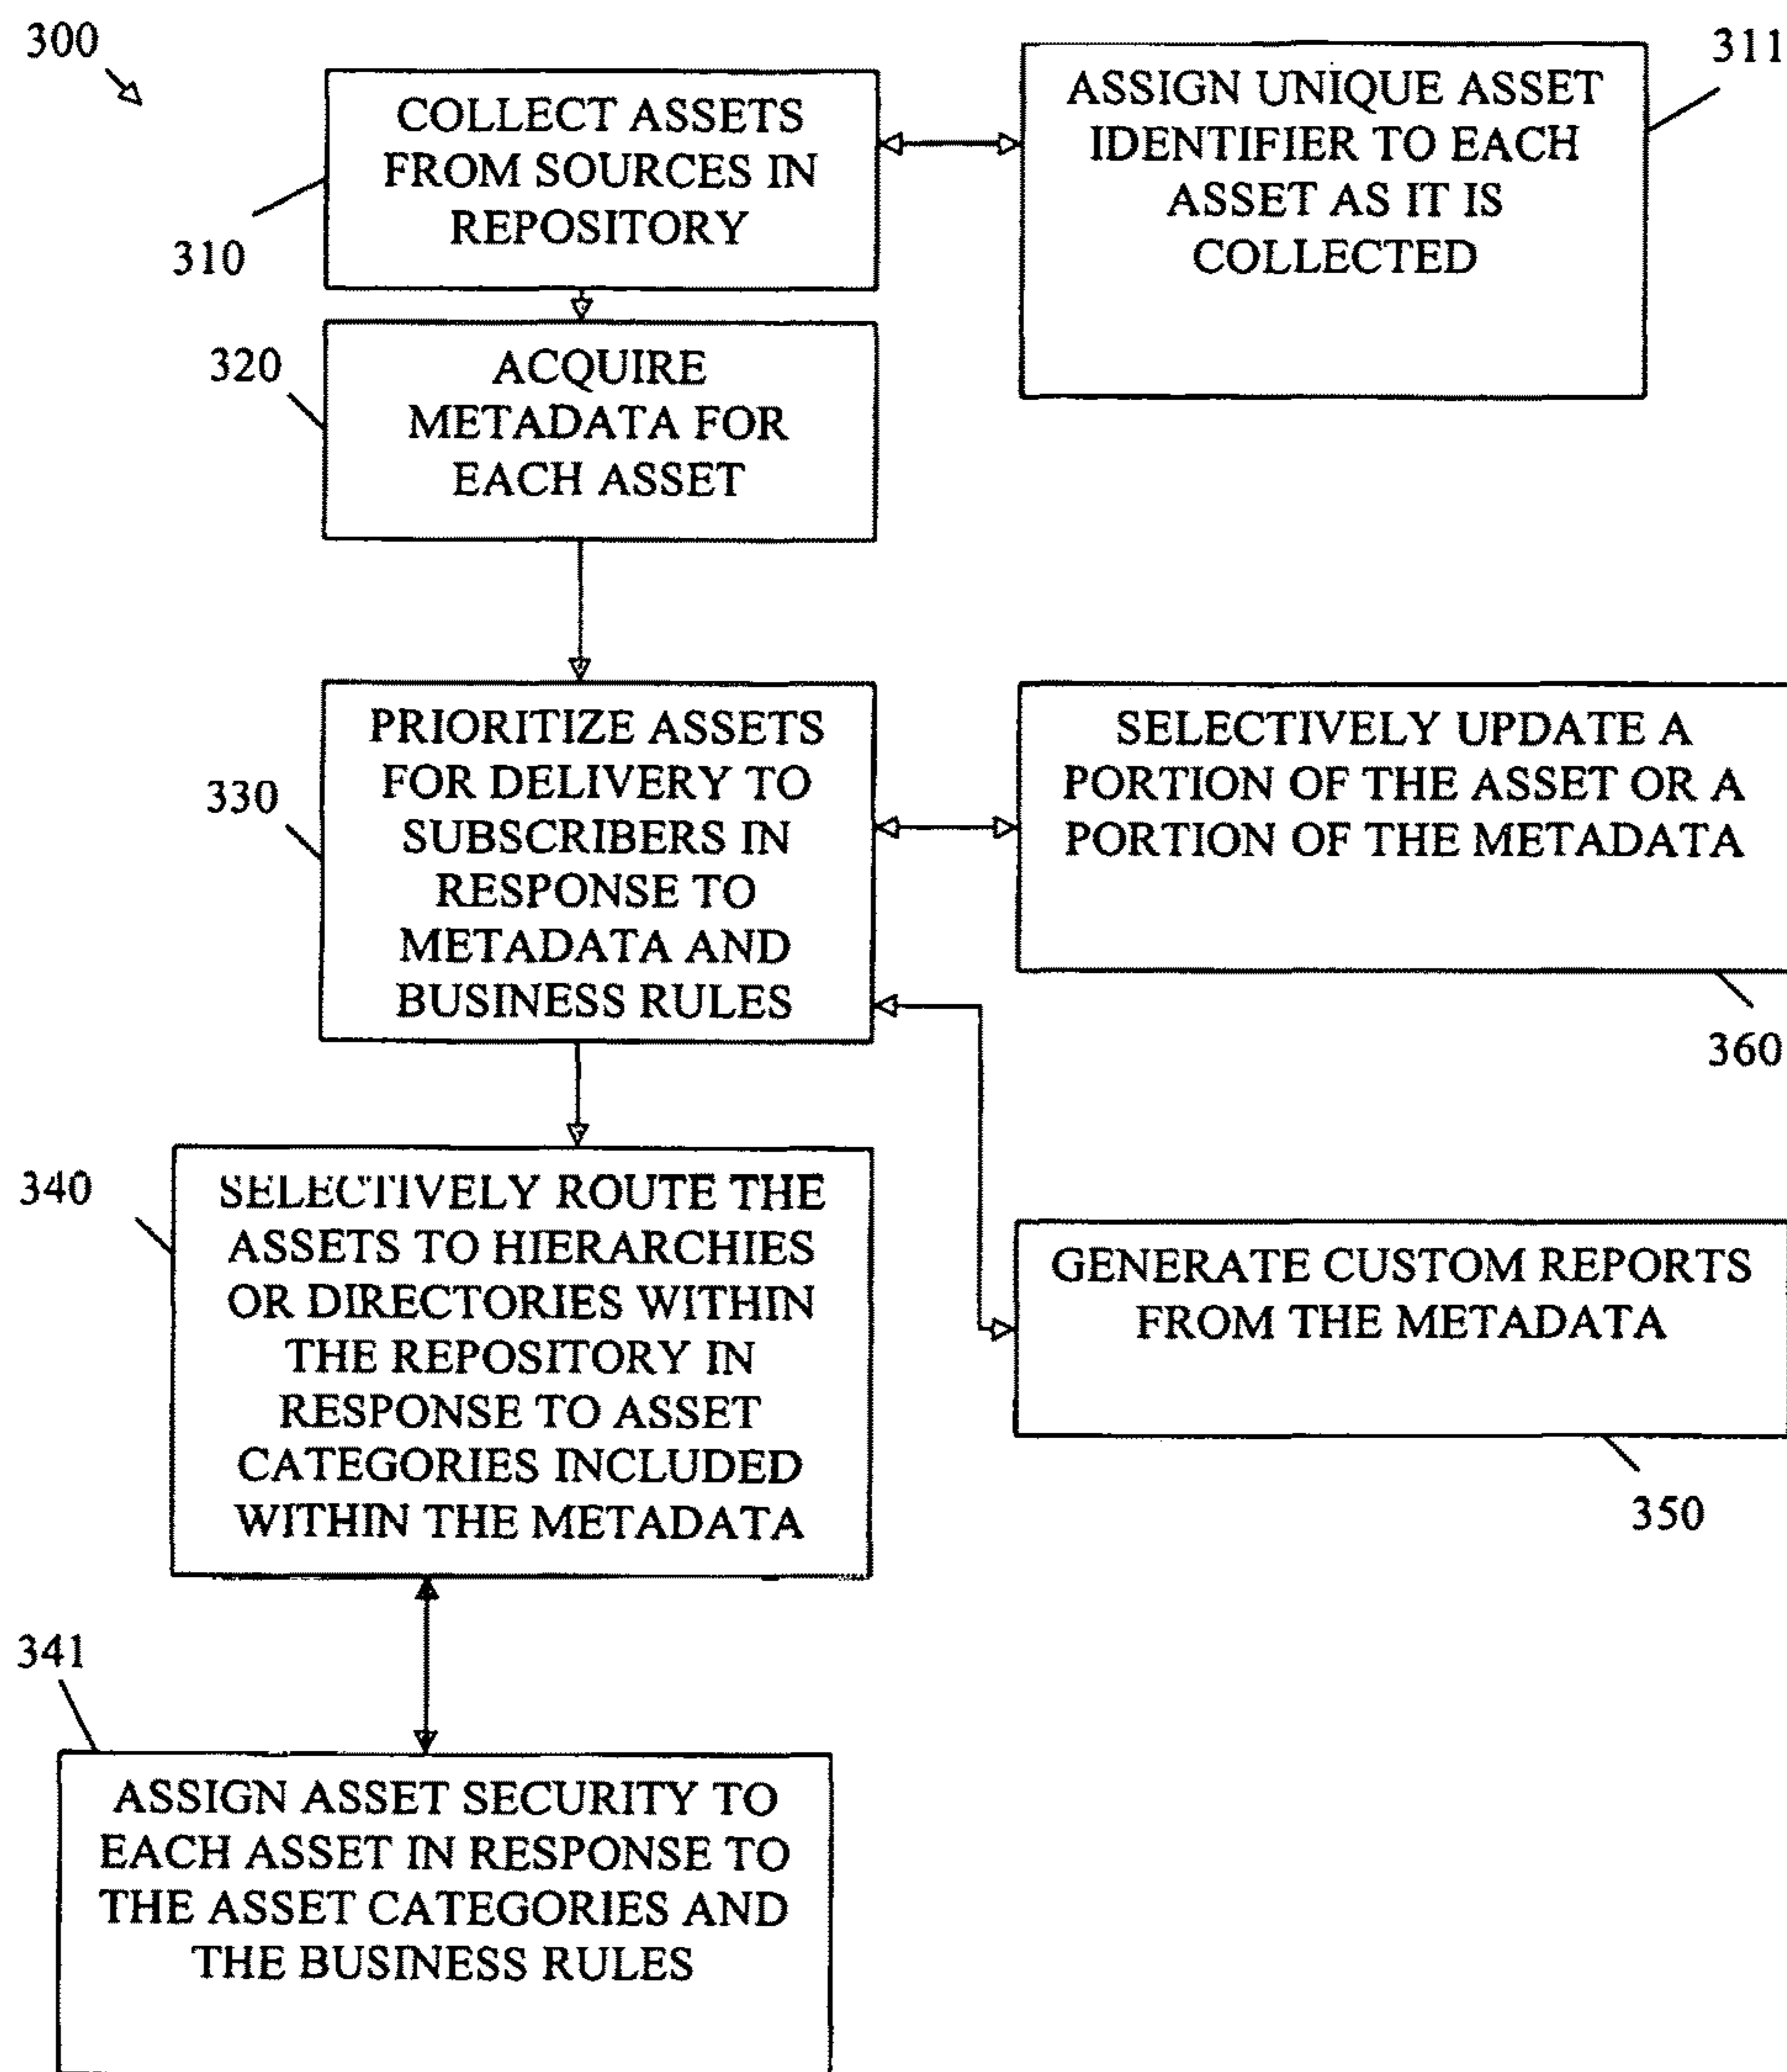 300
COLLECT ASSETS
FROM SOURCES IN
REPOSITORY
310
ASSIGN UNIQUE ASSET
IDENTIFIER TO EACH
ASSET AS IT IS
COLLECTED
311
320
ACQUIRE
METADATA FOR
EACH ASSET
330
PRIORITIZE ASSETS
FOR DELIVERY TO
SUBSCRIBERS IN
RESPONSE TO
METADATA AND
BUSINESS RULES
SELECTIVELY UPDATE A
PORTION OF THE ASSET OR A
PORTION OF THE METADATA
360
340
SELECTIVELY ROUTE THE
ASSETS TO HIERARCHIES
OR DIRECTORIES WITHIN
THE REPOSITORY IN
RESPONSE TO ASSET
CATEGORIES INCLUDED
WITHIN THE METADATA
GENERATE CUSTOM REPORTS
FROM THE METADATA
350
341
ASSIGN ASSET SECURITY TO
EACH ASSET IN RESPONSE TO
THE ASSET CATEGORIES AND
THE BUSINESS RULES